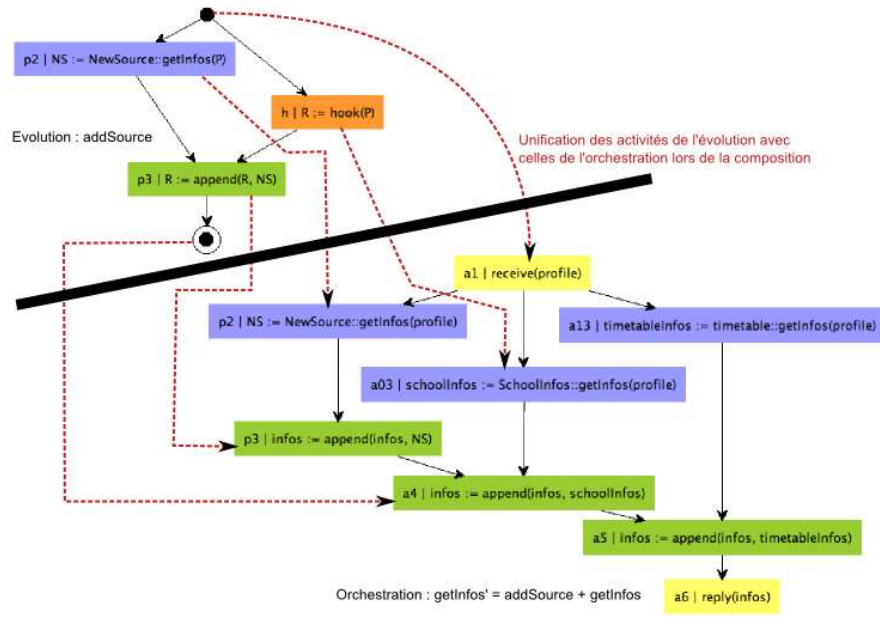 p2 | NS := NewSource::getInfos(P)
h | R := hook(P)
Evolution : addSource
Unification des activités de l'évolution avec
celles de l'orchestration lors de la composition
p3 | R := append(R, NS)
a1 | receive(profile)
p2 | NS := NewSource::getInfos(profile)
a13 | timetableInfos := timetable::getInfos(profile)
a03 | schoolInfos := SchoolInfos::getInfos(profile)
p3 | infos := append(infos, NS)
a4 | infos := append(infos, schoolInfos)
a5 | infos := append(infos, timetableInfos)
Orchestration : getInfos' = addSource + getInfos
a6 | reply(infos)